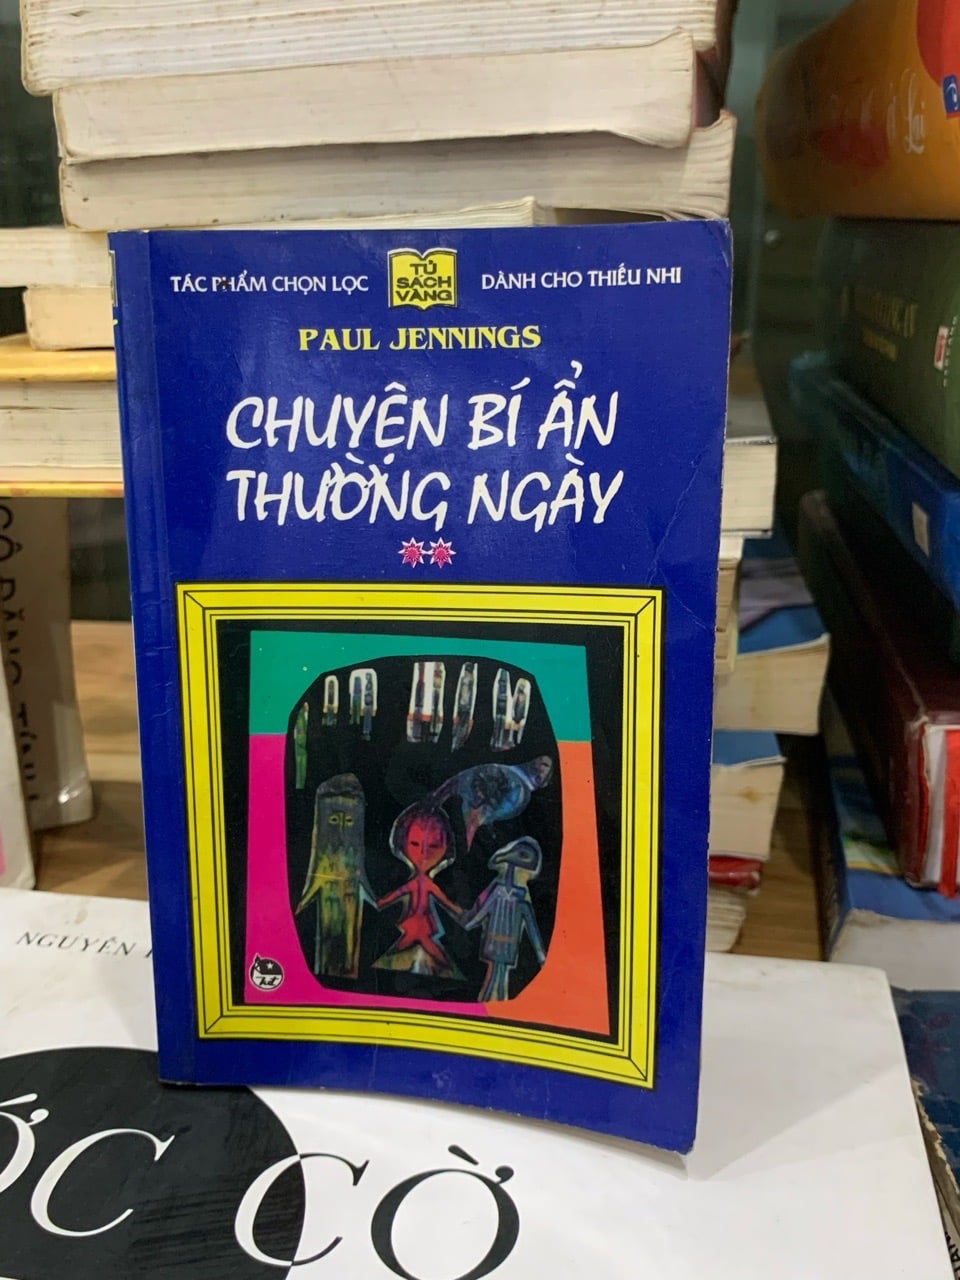 TÁC PHẨM CHỌN LỌC
TỦ
SÁCH
VÀNG
DÀNH CHO THIẾU NHI
PAUL JENNINGS
CHUYỆN BÍ ẨN
THƯỜNG NGÀY
NGUYÊN
ỚC CỜ